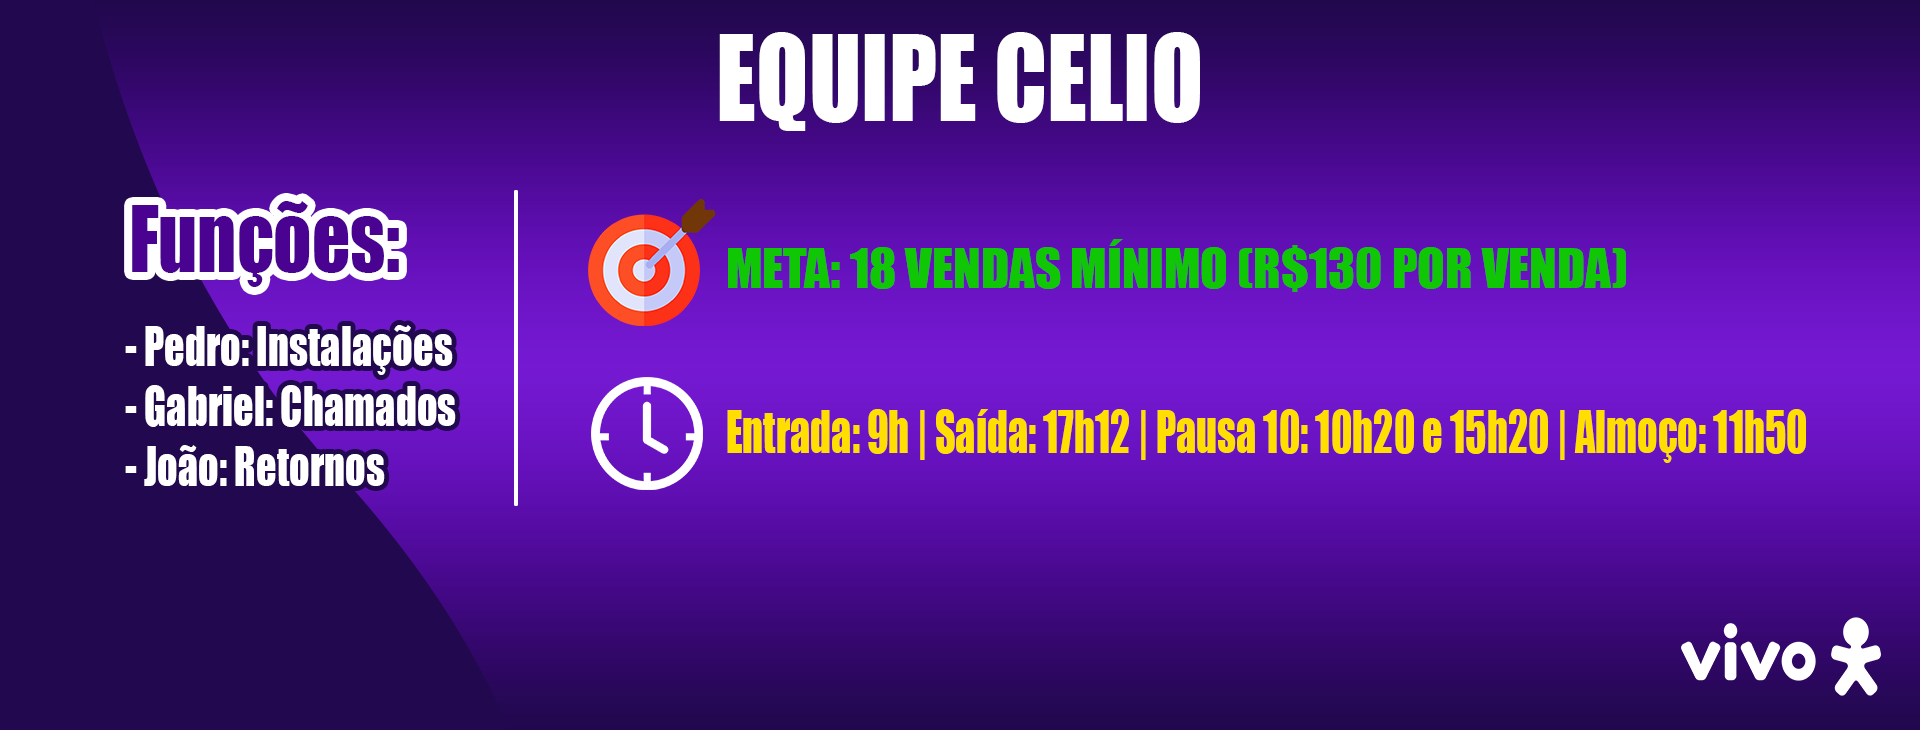 EQUIPE CELIO
Funções:
- Pedro: Instalações
- Gabriel: Chamados
- João: Retornos
META: 18 VENDAS MÍNIMO (R$130 POR VENDA)
Entrada: 9h | Saída: 17h12 | Pausa 10: 10h20 e 15h20 | Almoço: 11h50
vivo